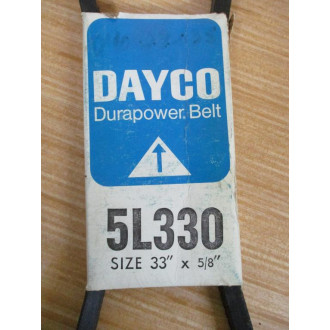 DAYCO
Durapower. Belt
5L330
SIZE 33" x 5/8"